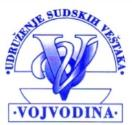 •UDRUŽENJE SUDSKIH VEŠTAKA•
V
•VOJVODINA•